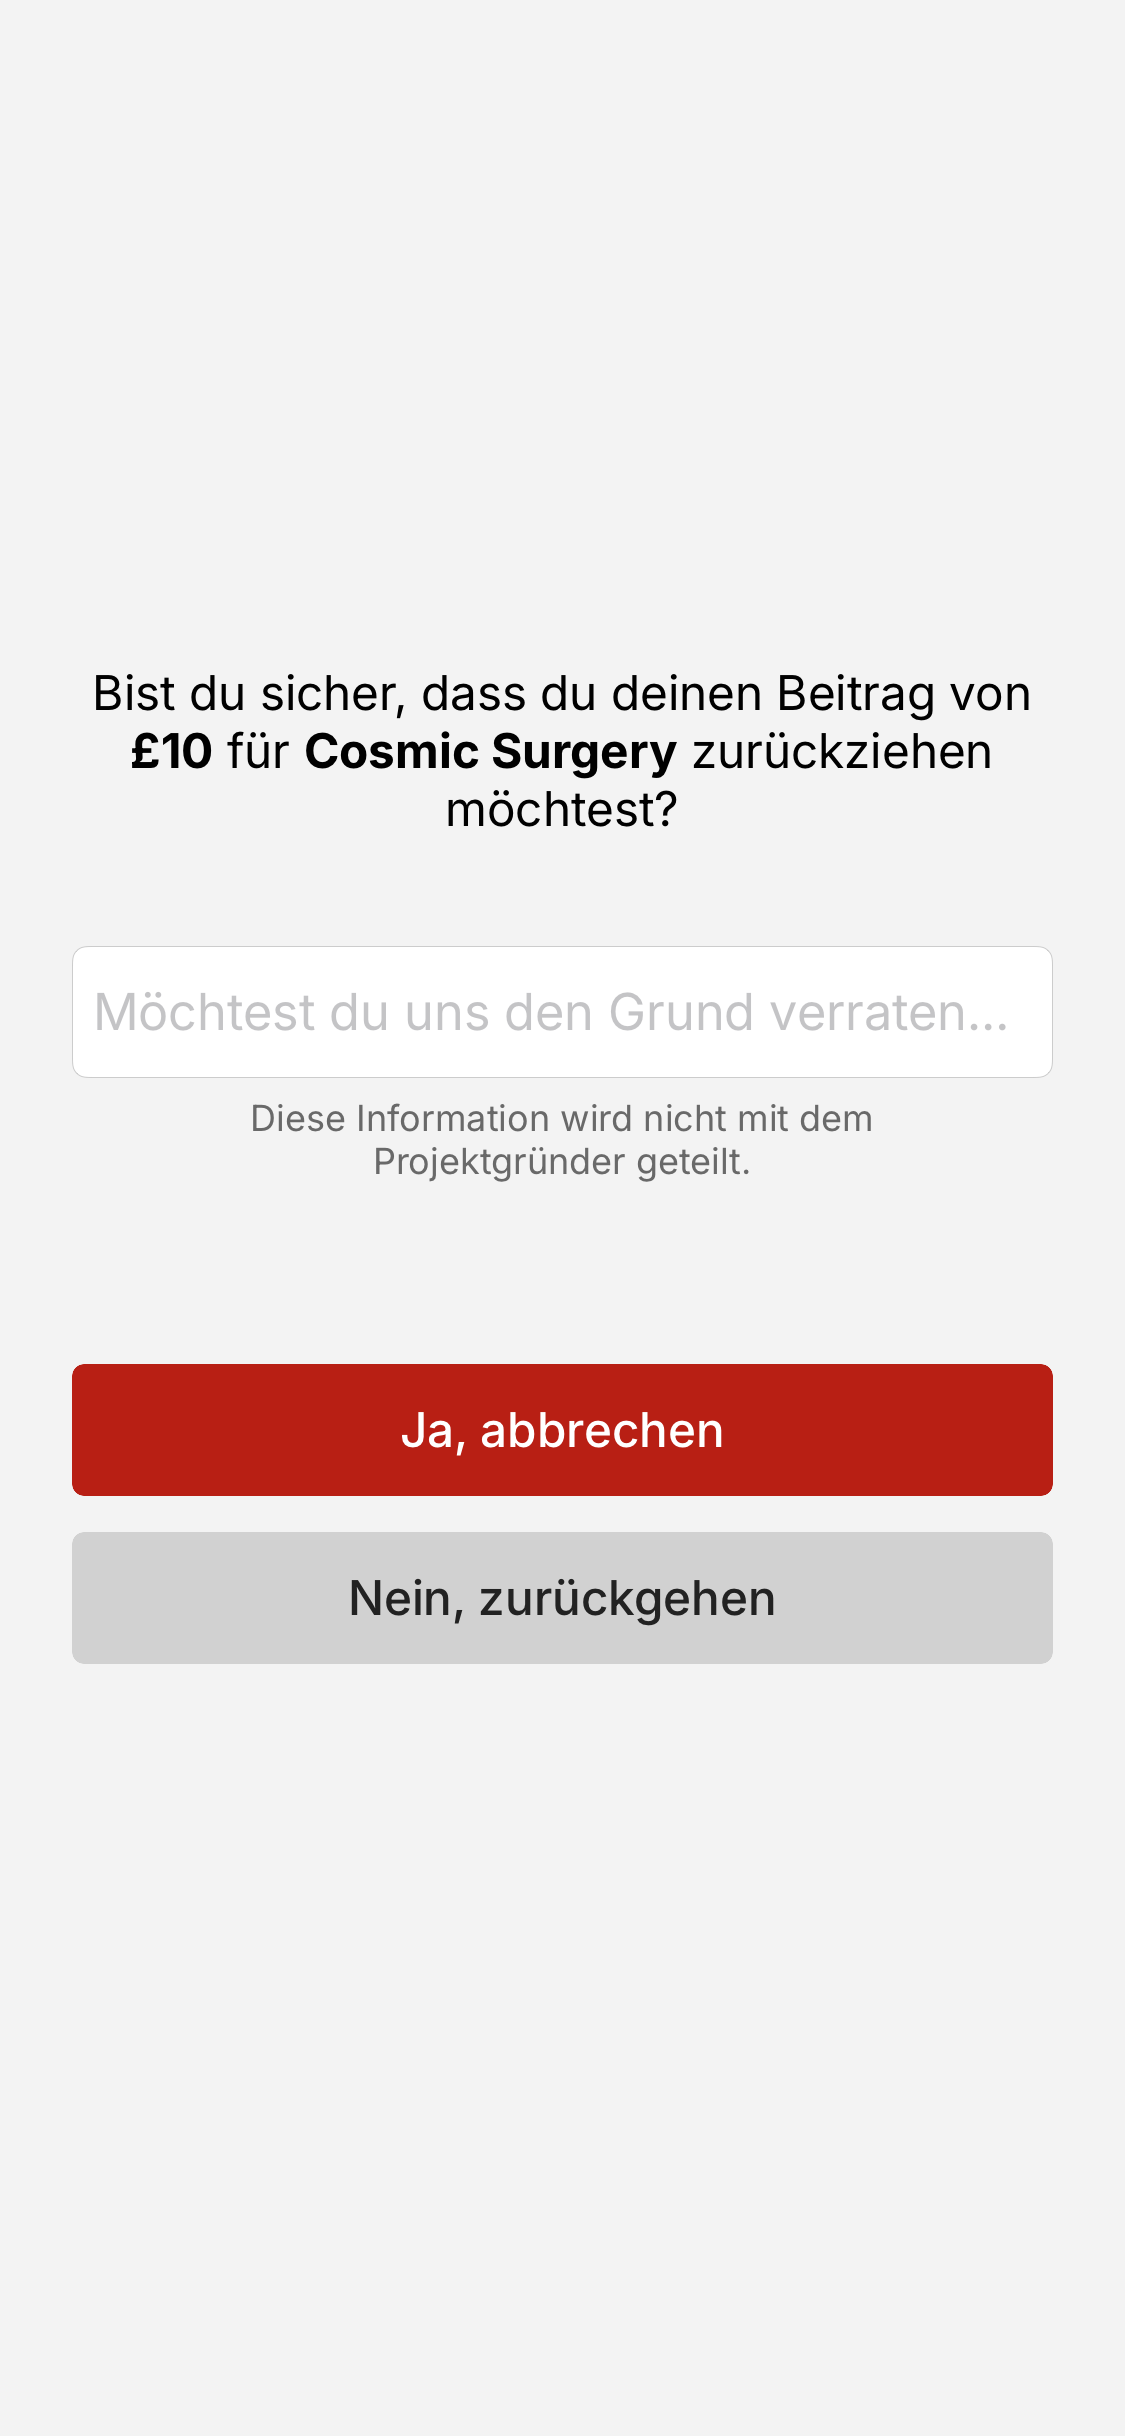 Bist du sicher, dass du deinen Beitrag von
£10 für Cosmic Surgery zurückziehen
möchtest?
Möchtest du uns den Grund verraten...
Diese Information wird nicht mit dem
Projektgründer geteilt.
Ja, abbrechen
Nein, zurückgehen